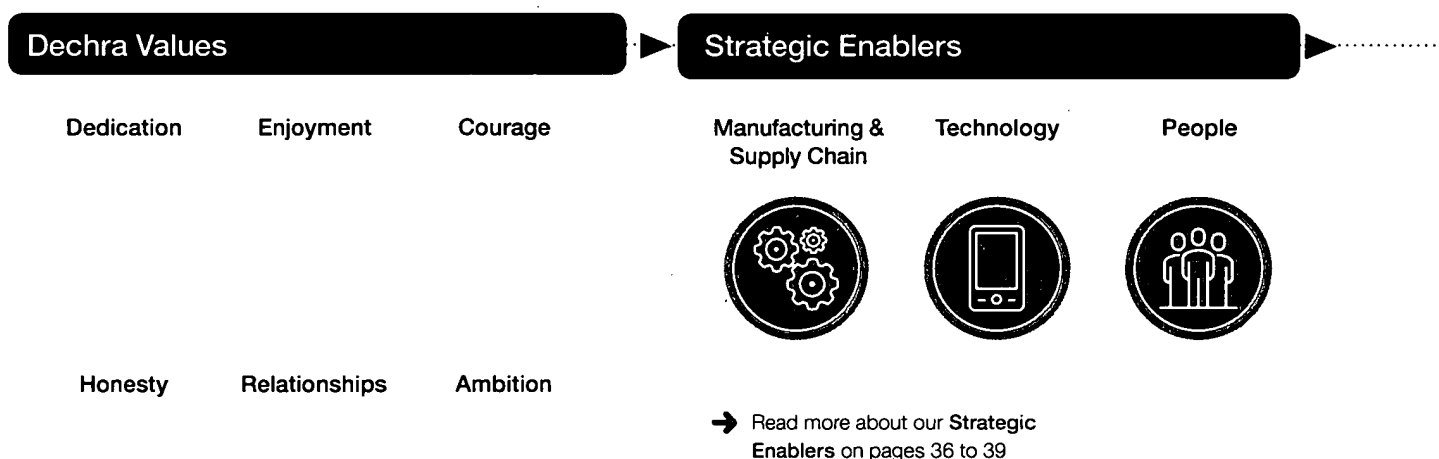 Dechra Values
Dedication Enjoyment Courage
Honesty Relationships Ambition
Strategic Enablers
Manufacturing &
Supply Chain
Technology
People
Read more about our Strategic
Enablers on pages 36 to 39